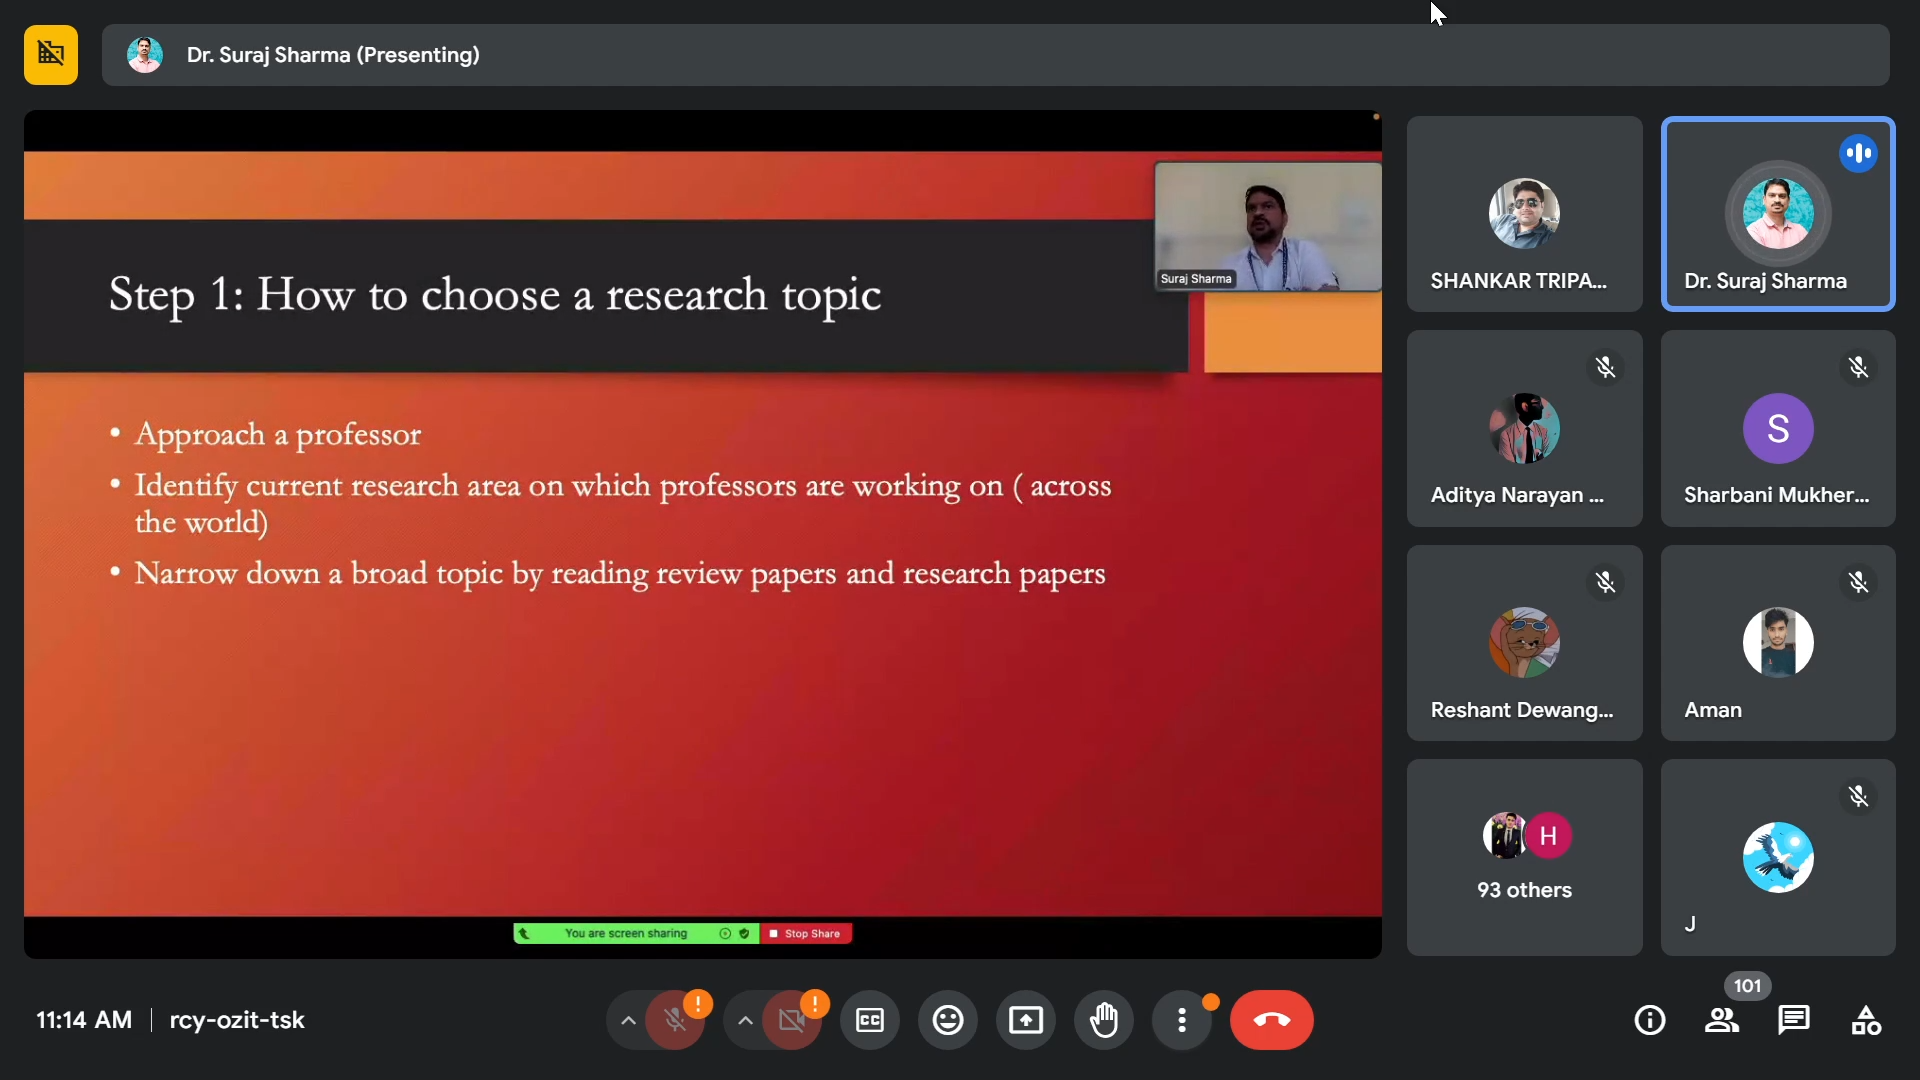 Dr. Suraj Sharma (Presenting)
Step 1: How to choose a research topic
Suraj Sharma
• Approach a professor
• Identify current research area on which professors are working on ( across
the world)
• Narrow down a broad topic by reading review papers and research papers
You are screen sharing
Stop Share
SHANKAR TRIPA...
Dr. Suraj Sharma
Aditya Narayan ...
S
Sharbani Mukher...
Reshant Dewang...
Aman
H
93 others
J
11:14 AM
rcy-ozit-tsk
!
!
CC
101